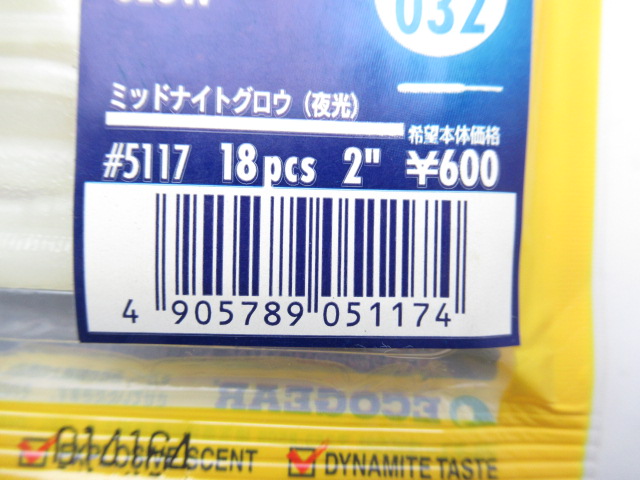 032
ミッドナイトグロウ（夜光）
希望本体価格
#5117 18pcs 2" ¥600
4 905789 051174
ECOGEAR
SCENT
DYNAMITE TASTE